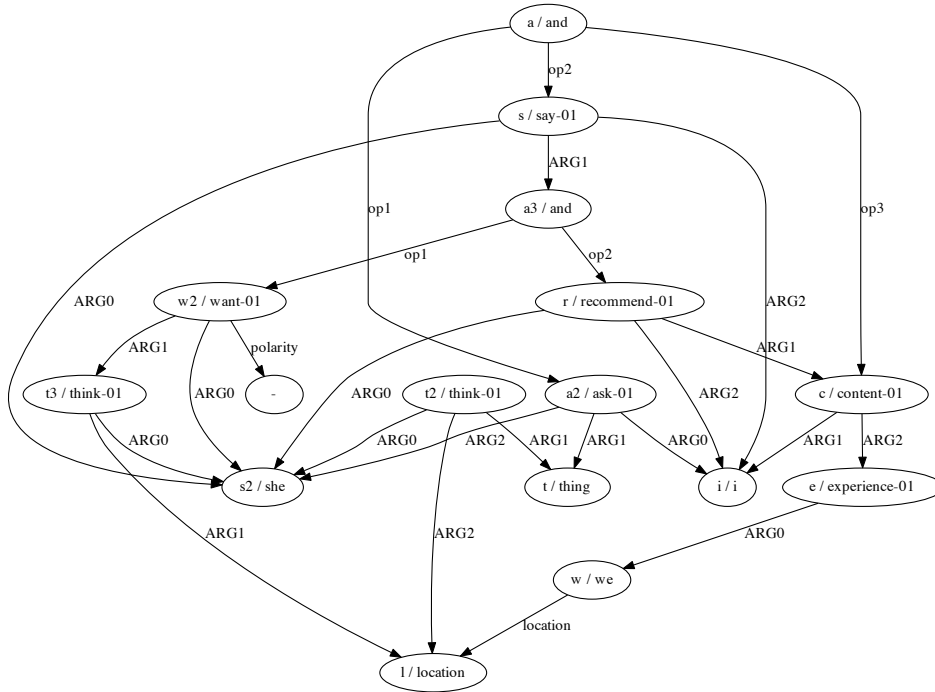 a / and
op2
s / say-01
ARG1
a3 / and
op1
op3
op1
op2
w2 / want-01
r / recommend-01
ARG0
ARG2
ARG1
polarity
ARG1
t3 / think-01
ARG0
-
ARG0
t2 / think-01
a2 / ask-01
ARG2
c / content-01
ARG0
ARG0
ARG2
ARG1
ARG1
ARG0
ARG1
ARG2
s2 / she
t / thing
i / i
e / experience-01
ARG1
ARG2
ARG0
w / we
location
l / location